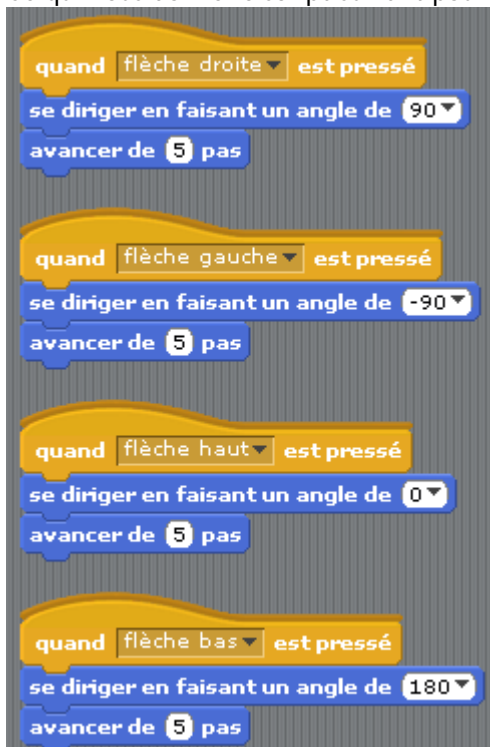 quand flèche droite est pressé
se diriger en faisant un angle de 90
avancer de 5 pas
quand flèche gauche est pressé
se diriger en faisant un angle de -90
avancer de 5 pas
quand flèche haut est pressé
se diriger en faisant un angle de 0
avancer de 5 pas
quand flèche bas est pressé
se diriger en faisant un angle de 180
avancer de 5 pas